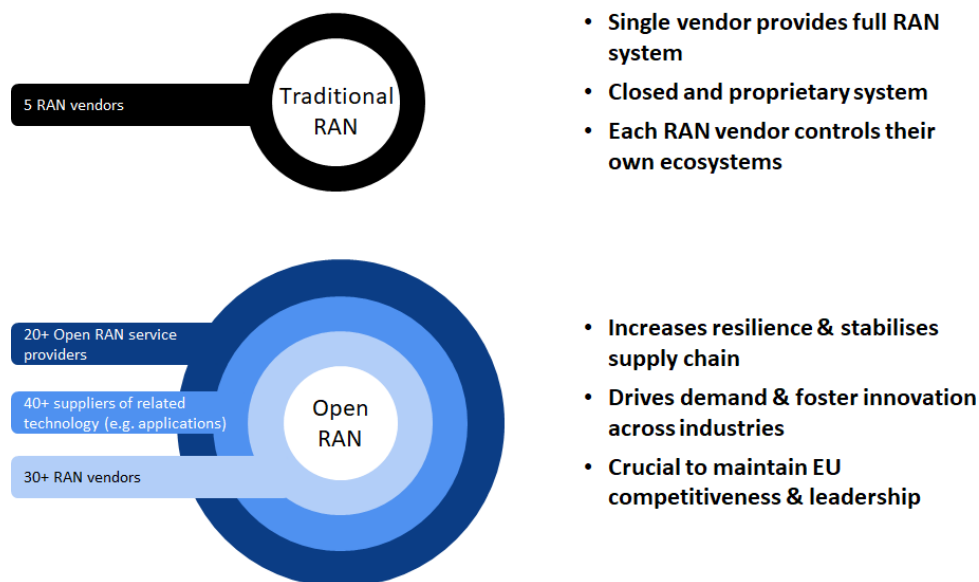 5 RAN vendors
Traditional
RAN
• Single vendor provides full RAN
system
• Closed and proprietary system
• Each RAN vendor controls their
own ecosystems
20+ Open RAN service
providers
40+ suppliers of related
technology (e.g. applications)
30+ RAN vendors
Open
RAN
• Increases resilience & stabilises
supply chain
• Drives demand & foster innovation
across industries
• Crucial to maintain EU
competitiveness & leadership